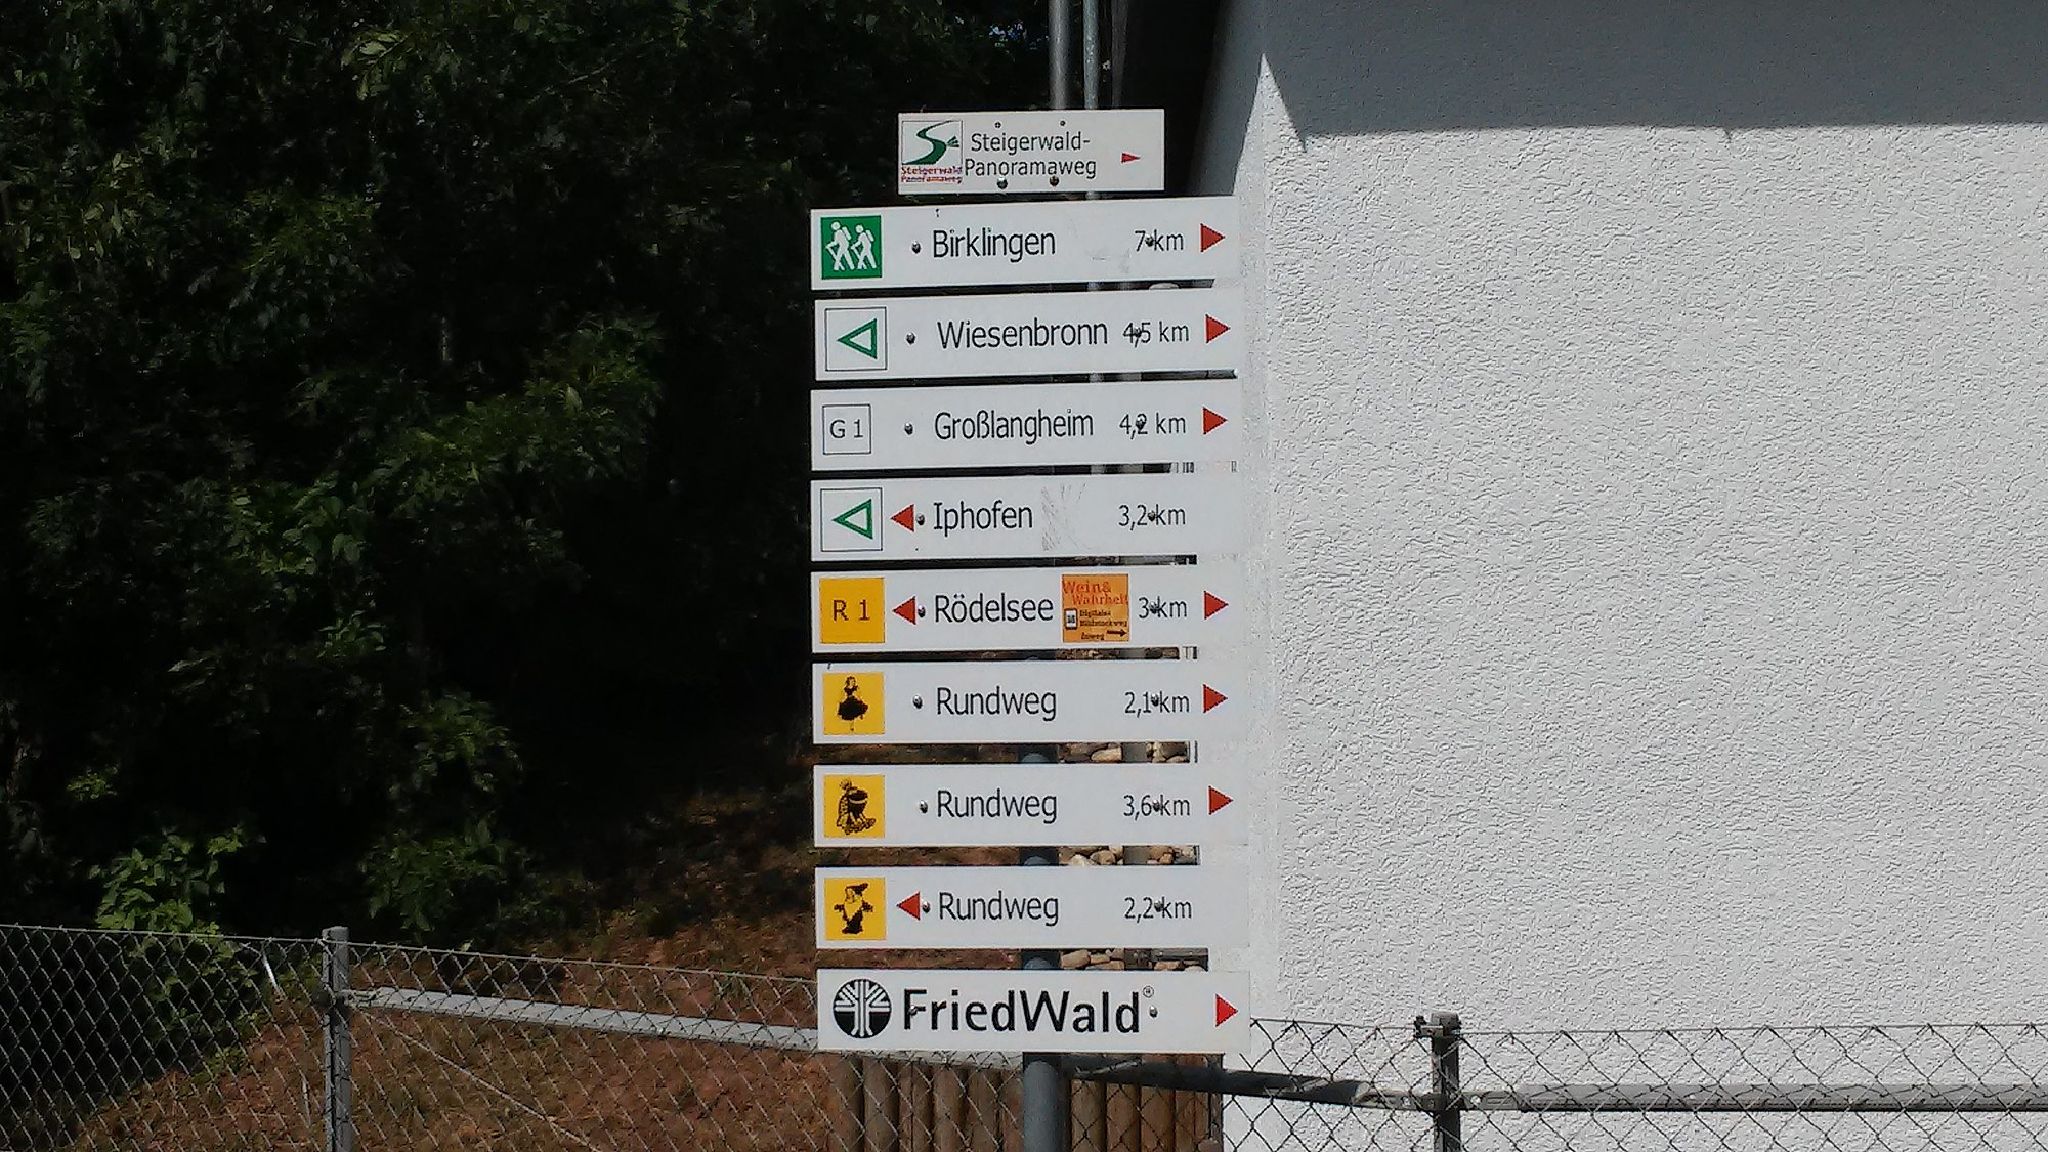 Steigerwald-
Panoramaweg
Steigerwald
Panoramaweg
Birklingen 7 km
Wiesenbronn 4,5 km
G 1 Großlangheim 4,2 km
Iphofen 3,2 km
R 1 Rödelsee 3 km
Wein&
Wahrheit
Digitaler
Bildstockweg
Rundweg 2,1 km
Rundweg 3,6 km
Rundweg 2,2 km
FriedWald®